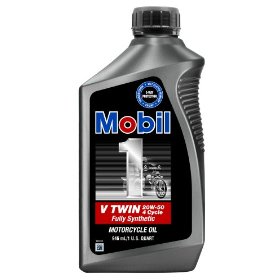 Mobil
1
V TWIN 20W-50
4 Cycle
Fully Synthetic
MOTORCYCLE OIL
946 mL/1 U.S. QUART